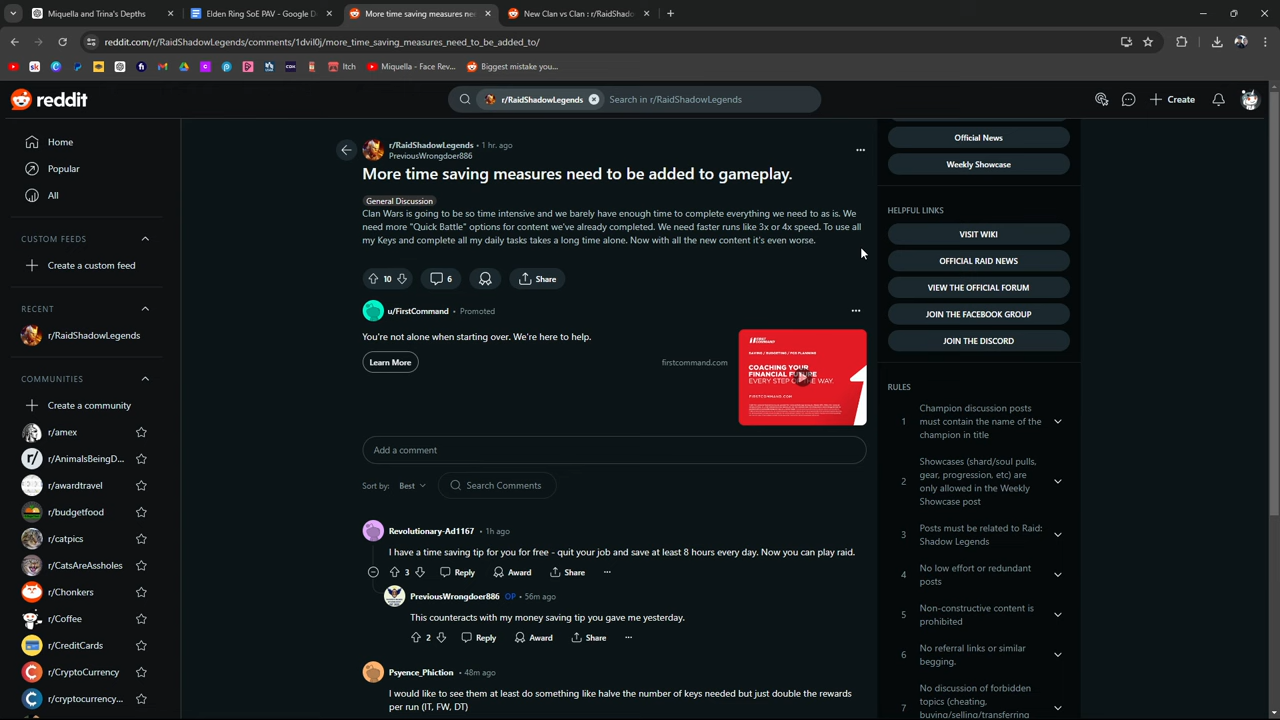 Miquella and Trina's Depths
Elden Ring SoE PAV - Google D
More time saving measures nee
New Clan vs Clan : r/RaidShado
reddit.com/r/RaidShadowLegends/comments/1dvil0j/more_time_saving_measures_need_to_be_added_to/
Itch
Miquella - Face Rev...
Biggest mistake you...
reddit
r/RaidShadowLegends
Search in r/RaidShadowLegends
Create
Home
Popular
All
CUSTOM FEEDS
Create a custom feed
RECENT
r/RaidShadowLegends
COMMUNITIES
Create a community
r/amex
r/AnimalsBeingD...
r/awardtravel
r/budgetfood
r/catpics
r/CatsAreAssholes
r/Chonkers
r/Coffee
r/CreditCards
r/CryptoCurrency
r/cryptocurrency...
r/RaidShadowLegends • 1 hr. ago
PreviousWrongdoer886
More time saving measures need to be added to gameplay.
General Discussion
Clan Wars is going to be so time intensive and we barely have enough time to complete everything we need to as is. We
need more "Quick Battle" options for content we've already completed. We need faster runs like 3x or 4x speed. To use all
my Keys and complete all my daily tasks takes a long time alone. Now with all the new content it's even worse.
10
6
Share
u/FirstCommand • Promoted
You're not alone when starting over. We're here to help.
Learn More
firstcommand.com
FIRST
COMMAND
COACHING YOUR
FINANCIAL FUTURE
EVERY STEP OF THE WAY.
FIRSTCOMMAND.COM
Add a comment
Sort by: Best
Search Comments
Revolutionary-Ad1167 • 1h ago
I have a time saving tip for you for free - quit your job and save at least 8 hours every day. Now you can play raid.
3
Reply
Award
Share
PreviousWrongdoer886 OP • 56m ago
This counteracts with my money saving tip you gave me yesterday.
2
Reply
Award
Share
Psyence_Phiction • 48m ago
I would like to see them at least do something like halve the number of keys needed but just double the rewards
per run (IT, FW, DT)
Official News
Weekly Showcase
HELPFUL LINKS
VISIT WIKI
OFFICIAL RAID NEWS
VIEW THE OFFICIAL FORUM
JOIN THE FACEBOOK GROUP
JOIN THE DISCORD
RULES
1 Champion discussion posts
must contain the name of the
champion in title
2 Showcases (shard/soul pulls,
gear, progression, etc) are
only allowed in the Weekly
Showcase post
3 Posts must be related to Raid:
Shadow Legends
4 No low effort or redundant
posts
5 Non-constructive content is
prohibited
6 No referral links or similar
begging.
7 No discussion of forbidden
topics (cheating,
buying/selling/transferring